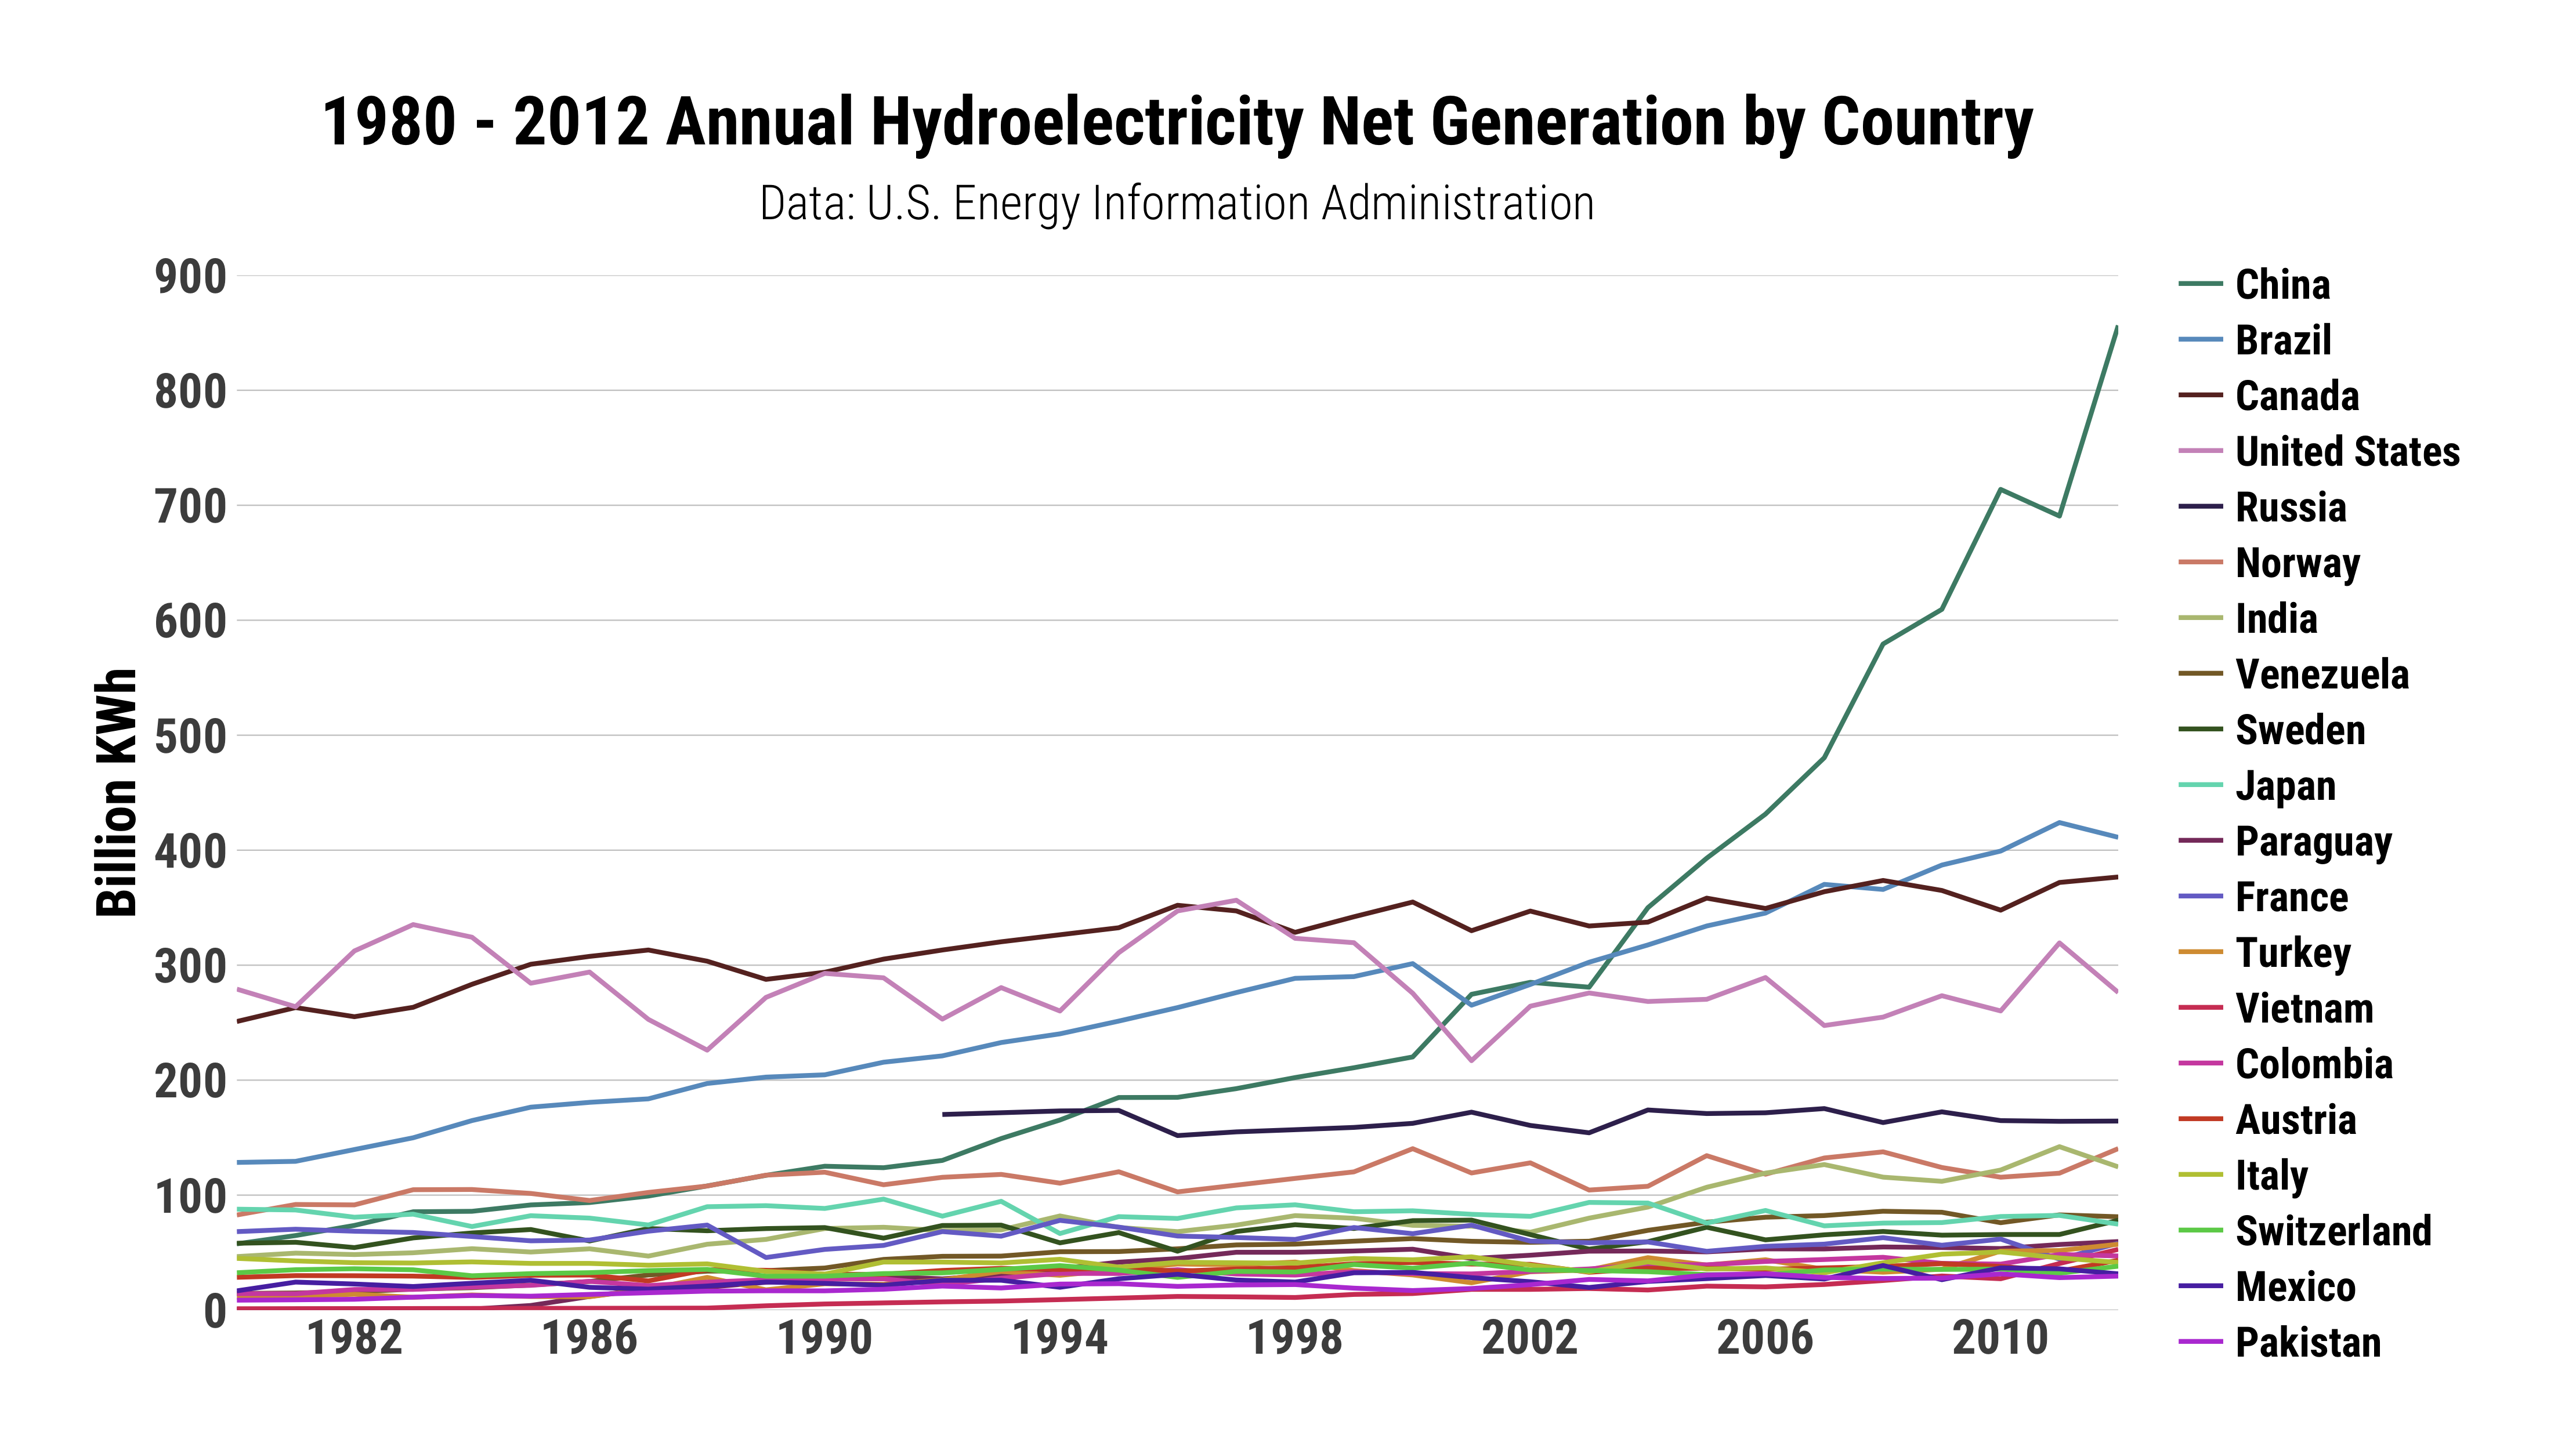 1980 - 2012 Annual Hydroelectricity Net Generation by Country
Data: U.S. Energy Information Administration
Billion KWh
900
800
700
600
500
400
300
200
100
0
1982 1986 1990 1994 1998 2002 2006 2010
China
Brazil
Canada
United States
Russia
Norway
India
Venezuela
Sweden
Japan
Paraguay
France
Turkey
Vietnam
Colombia
Austria
Italy
Switzerland
Mexico
Pakistan